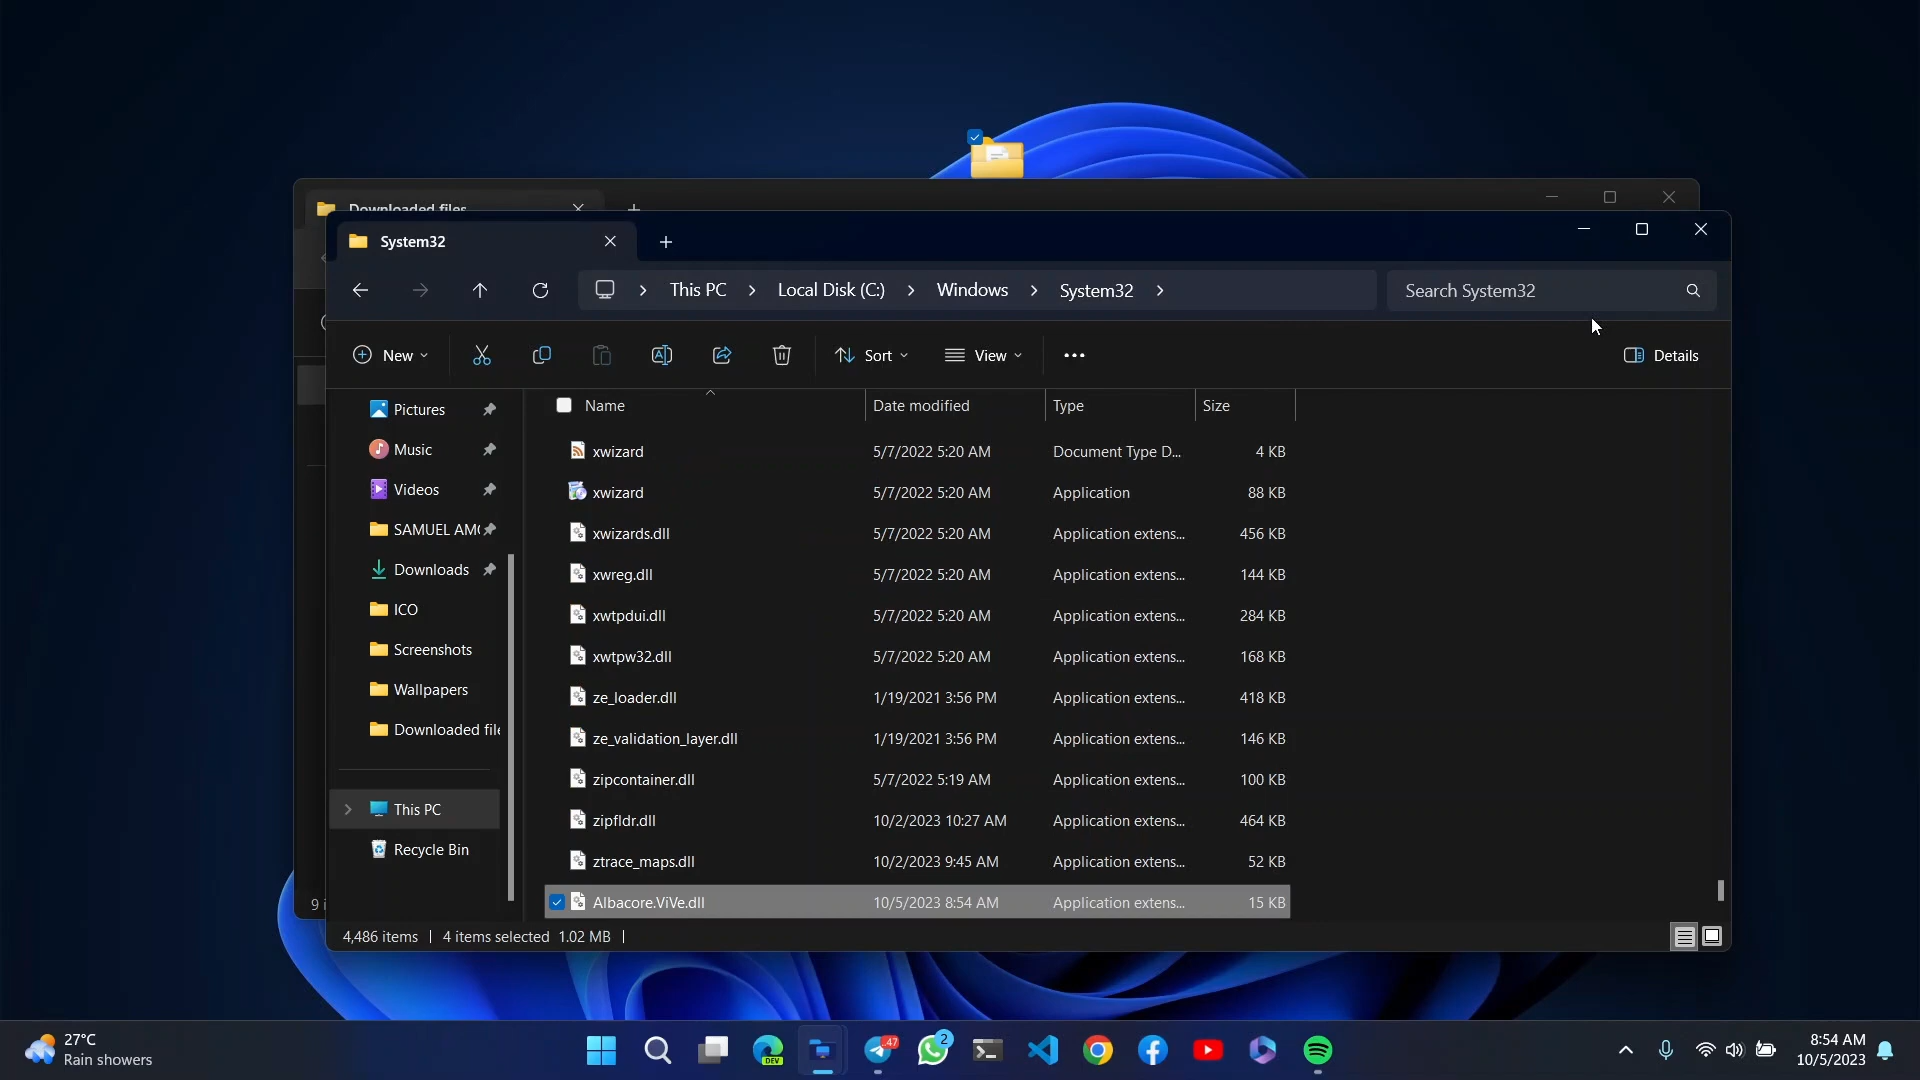 Downloaded files
System32
This PC
Local Disk (C:)
Windows
System32
Search System32
New
Sort
View
Details
Name
Date modified
Type
Size
Pictures
Music
Videos
SAMUEL AM
Downloads
ICO
Screenshots
Wallpapers
Downloaded file
This PC
Recycle Bin
xwizard 5/7/2022 5:20 AM Document Type D... 4 KB
xwizard 5/7/2022 5:20 AM Application 88 KB
xwizards.dll 5/7/2022 5:20 AM Application extens... 456 KB
xwreg.dll 5/7/2022 5:20 AM Application extens... 144 KB
xwtpdui.dll 5/7/2022 5:20 AM Application extens... 284 KB
xwtpw32.dll 5/7/2022 5:20 AM Application extens... 168 KB
ze_loader.dll 1/19/2021 3:56 PM Application extens... 418 KB
ze_validation_layer.dll 1/19/2021 3:56 PM Application extens... 146 KB
zipcontainer.dll 5/7/2022 5:19 AM Application extens... 100 KB
zipfldr.dll 10/2/2023 10:27 AM Application extens... 464 KB
ztrace_maps.dll 10/2/2023 9:45 AM Application extens... 52 KB
Albacore.ViVe.dll 10/5/2023 8:54 AM Application extens... 15 KB
9 i
4,486 items
4 items selected 1.02 MB
27°C
Rain showers
DEV
47
2
8:54 AM
10/5/2023